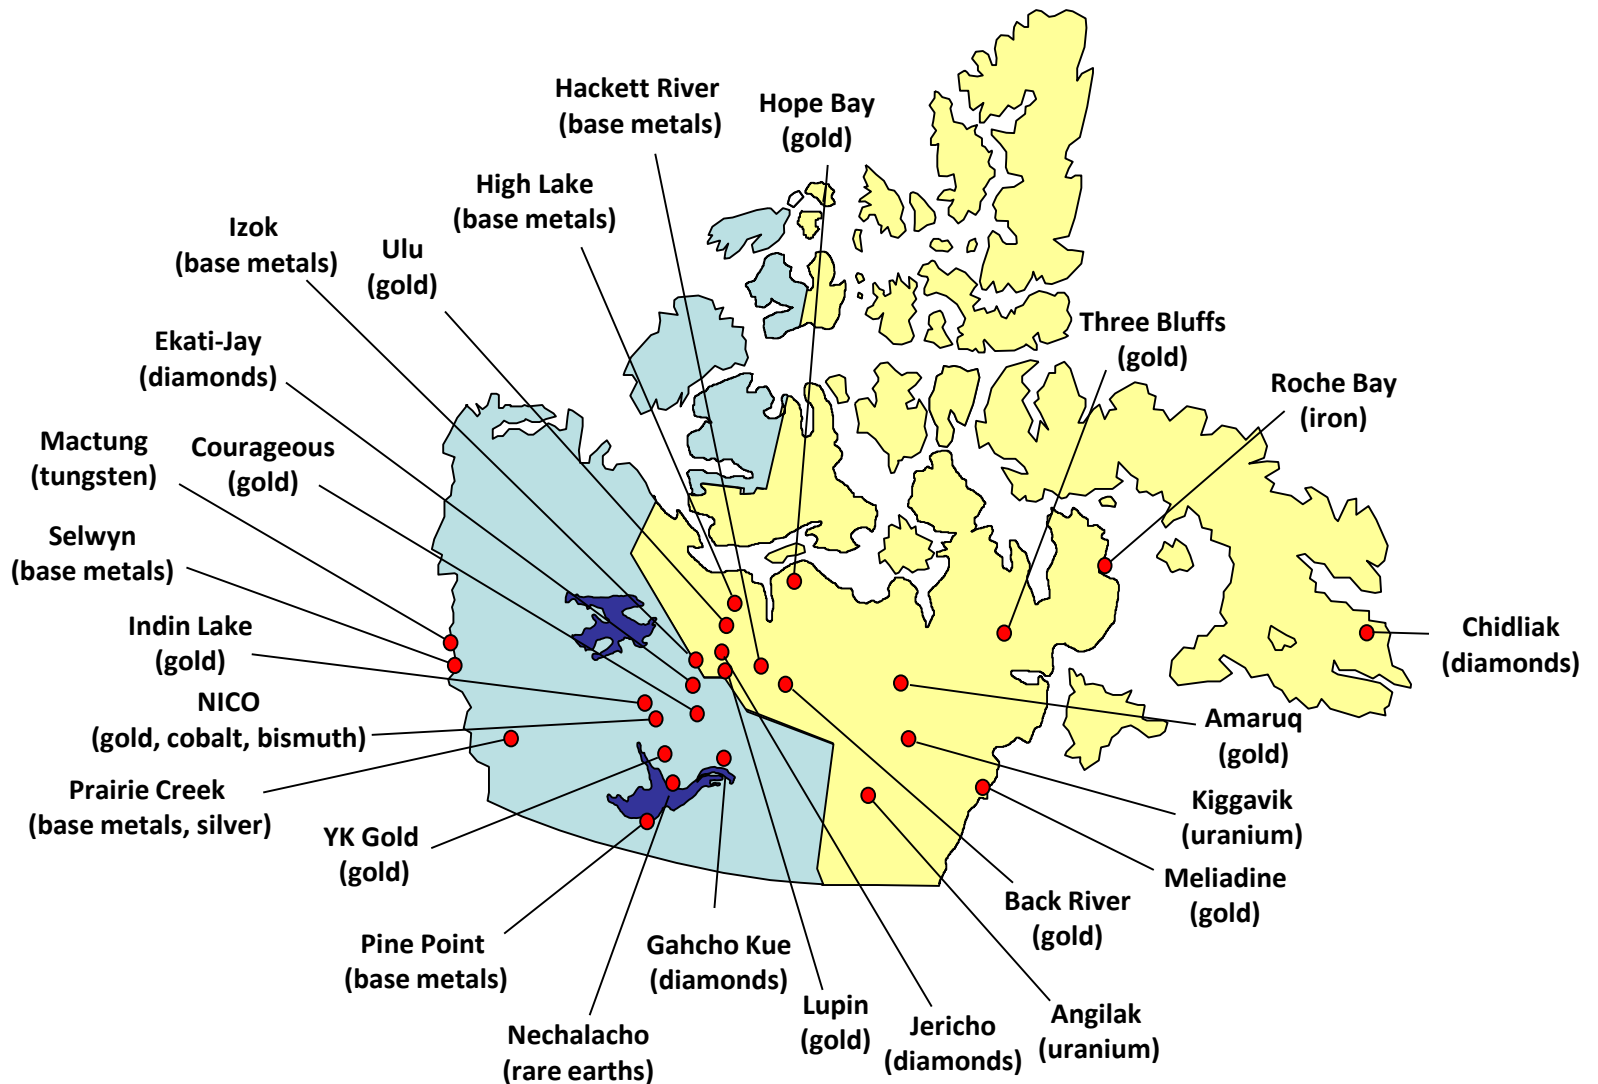 Hackett River
(base metals)
Hope Bay
(gold)
High Lake
(base metals)
Izok
(base metals)
Ulu
(gold)
Ekati-Jay
(diamonds)
Three Bluffs
(gold)
Roche Bay
(iron)
Mactung
(tungsten)
Courageous
(gold)
Selwyn
(base metals)
Indin Lake
(gold)
Chidliak
(diamonds)
NICO
(gold, cobalt, bismuth)
Amaruq
(gold)
Prairie Creek
(base metals, silver)
Kiggavik
(uranium)
YK Gold
(gold)
Meliadine
(gold)
Back River
(gold)
Pine Point
(base metals)
Gahcho Kue
(diamonds)
Lupin
(gold)
Angilak
(uranium)
Jericho
(diamonds)
Nechalacho
(rare earths)